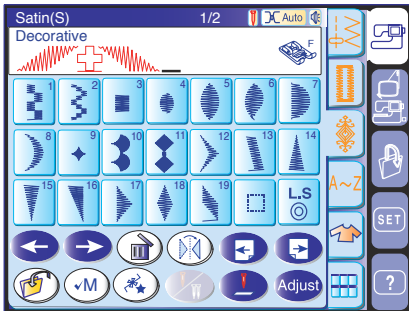 Satin(S) 1/2 Auto
Decorative F
1 2 3 4 5 6 7
8 9 10 11 12 13 14
15 16 17 18 19 L.S
A~Z
SET
✓M Adjust ?